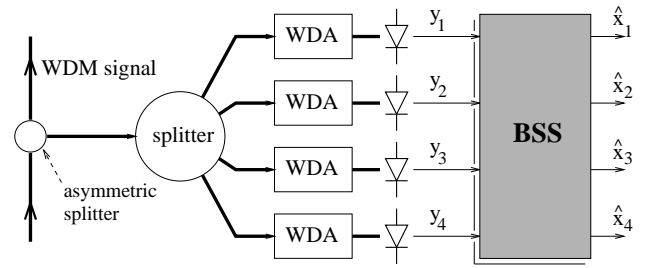 WDM signal
asymmetric
splitter
splitter
WDA
WDA
WDA
WDA
y1
y2
y3
y4
BSS
x̂1
x̂2
x̂3
x̂4